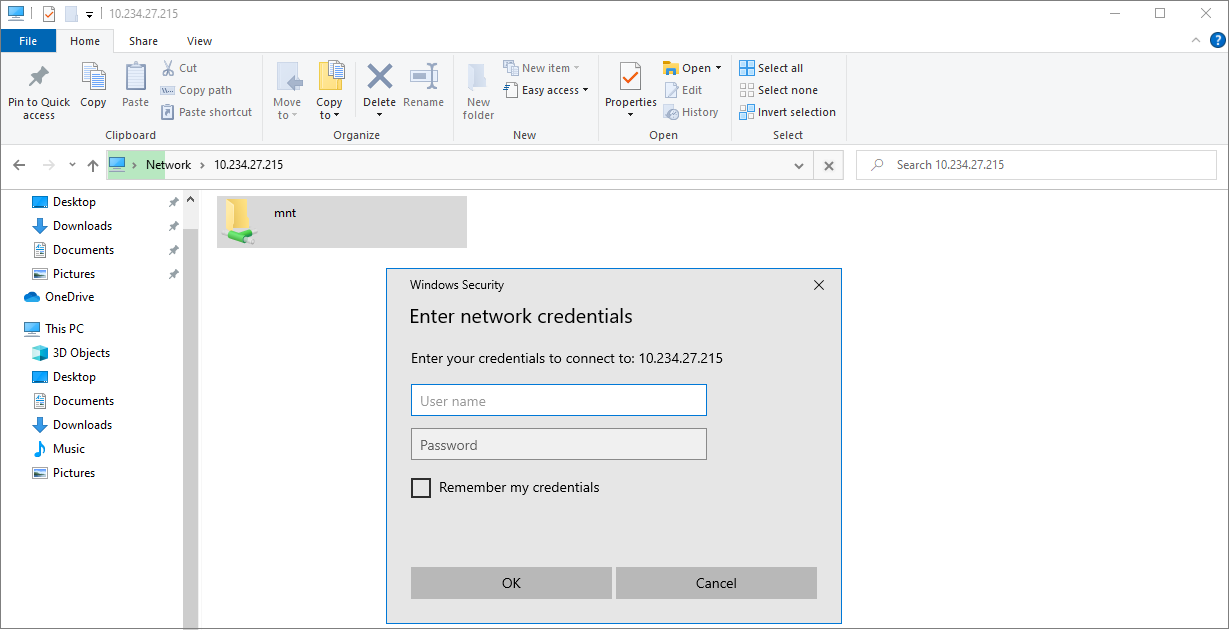 10.234.27.215
File Home Share View
Pin to Quick access
Copy
Paste
Cut
Copy path
Paste shortcut
Clipboard
Move to
Copy to
Delete
Rename
Organize
New folder
New item
Easy access
New
Properties
Open
Edit
History
Open
Select all
Select none
Invert selection
Select
Network 10.234.27.215
Search 10.234.27.215
Desktop
Downloads
Documents
Pictures
OneDrive
This PC
3D Objects
Desktop
Documents
Downloads
Music
Pictures
mnt
Windows Security
Enter network credentials
Enter your credentials to connect to: 10.234.27.215
User name
Password
Remember my credentials
OK Cancel